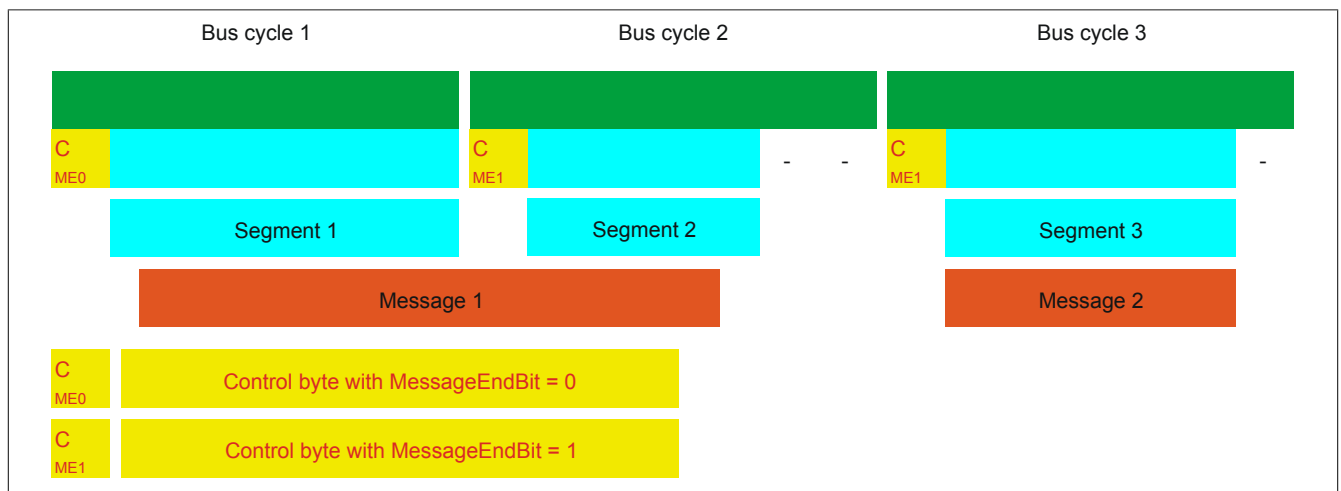 Bus cycle 1 Bus cycle 2 Bus cycle 3
C C C
ME0 ME1 - - ME1 -
Segment 1 Segment 2 Segment 3
Message 1 Message 2
C
ME0 Control byte with MessageEndBit = 0
C
ME1 Control byte with MessageEndBit = 1